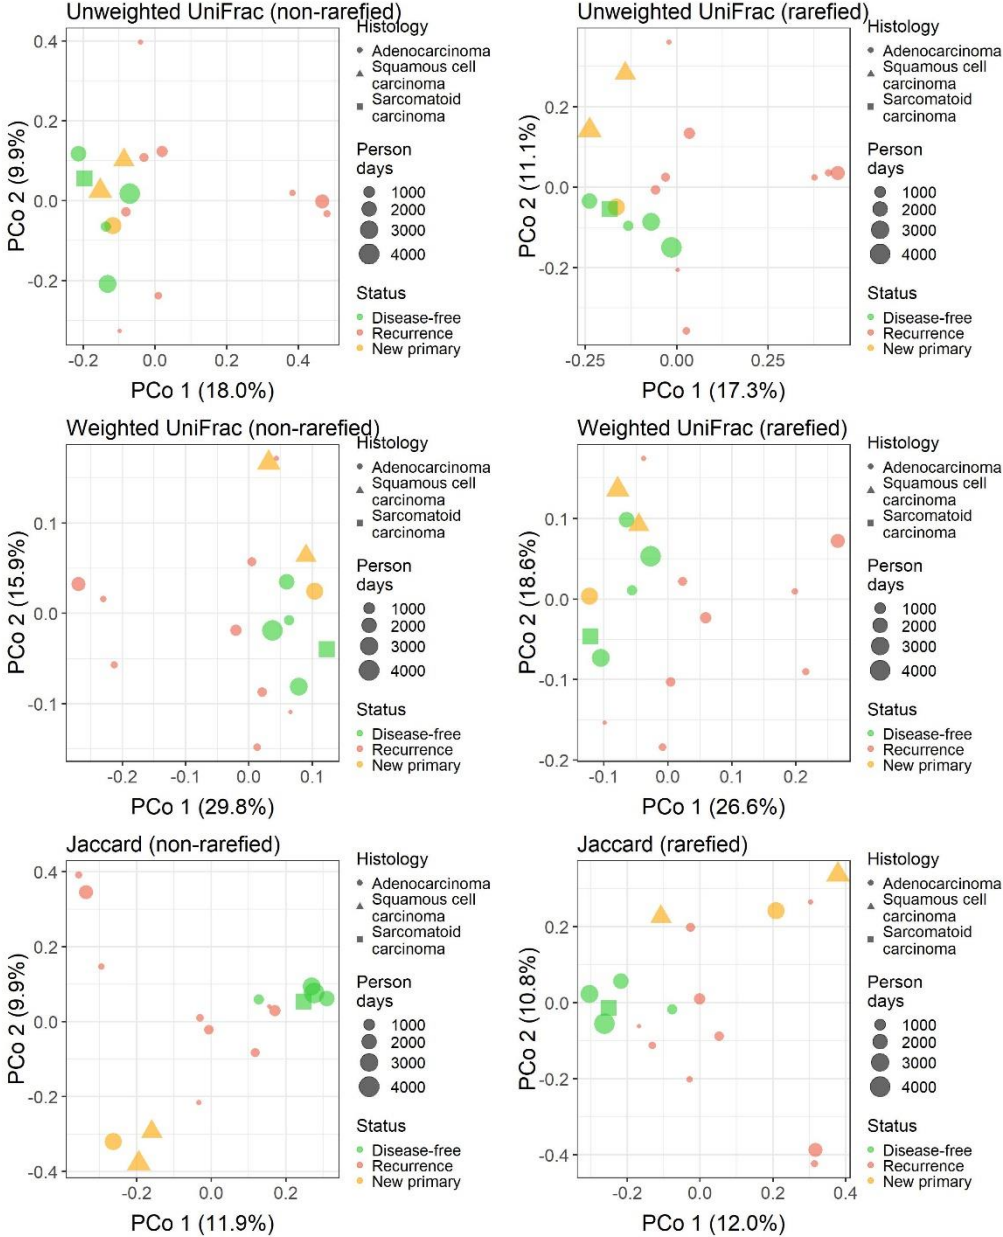 Unweighted UniFrac (non-rarefied)
0.4
0.2
0.0
-0.2
PCo 2 (9.9%)
-0.2
0.0
0.2
0.4
PCo 1 (18.0%)
Histology
Adenocarcinoma
Squamous cell
carcinoma
Sarcomatoid
carcinoma
Person
days
1000
2000
3000
4000
Status
Disease-free
Recurrence
New primary
Unweighted UniFrac (rarefied)
0.2
0.0
-0.2
PCo 2 (11.1%)
-0.25
0.00
0.25
PCo 1 (17.3%)
Histology
Adenocarcinoma
Squamous cell
carcinoma
Sarcomatoid
carcinoma
Person
days
1000
2000
3000
4000
Status
Disease-free
Recurrence
New primary
Weighted UniFrac (non-rarefied)
0.1
0.0
-0.1
PCo 2 (15.9%)
-0.2
-0.1
0.0
0.1
PCo 1 (29.8%)
Histology
Adenocarcinoma
Squamous cell
carcinoma
Sarcomatoid
carcinoma
Person
days
1000
2000
3000
4000
Status
Disease-free
Recurrence
New primary
Weighted UniFrac (rarefied)
0.1
0.0
-0.1
-0.2
PCo 2 (18.6%)
-0.1
0.0
0.1
0.2
PCo 1 (26.6%)
Histology
Adenocarcinoma
Squamous cell
carcinoma
Sarcomatoid
carcinoma
Person
days
1000
2000
3000
4000
Status
Disease-free
Recurrence
New primary
Jaccard (non-rarefied)
0.4
0.2
0.0
-0.2
-0.4
PCo 2 (9.9%)
-0.2
0.0
0.2
PCo 1 (11.9%)
Histology
Adenocarcinoma
Squamous cell
carcinoma
Sarcomatoid
carcinoma
Person
days
1000
2000
3000
4000
Status
Disease-free
Recurrence
New primary
Jaccard (rarefied)
0.2
0.0
-0.2
-0.4
PCo 2 (10.8%)
-0.2
0.0
0.2
0.4
PCo 1 (12.0%)
Histology
Adenocarcinoma
Squamous cell
carcinoma
Sarcomatoid
carcinoma
Person
days
1000
2000
3000
4000
Status
Disease-free
Recurrence
New primary